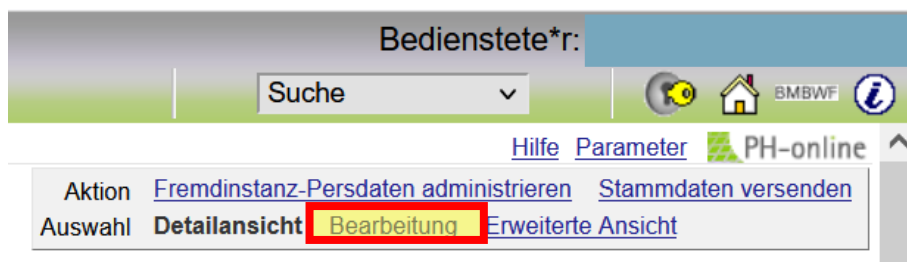 Bedienstete*r:
Suche
BMBWF
Hilfe Parameter PH-online
Aktion Fremdinstanz-Persdaten administrieren Stammdaten versenden
Auswahl Detailansicht Bearbeitung Erweiterte Ansicht